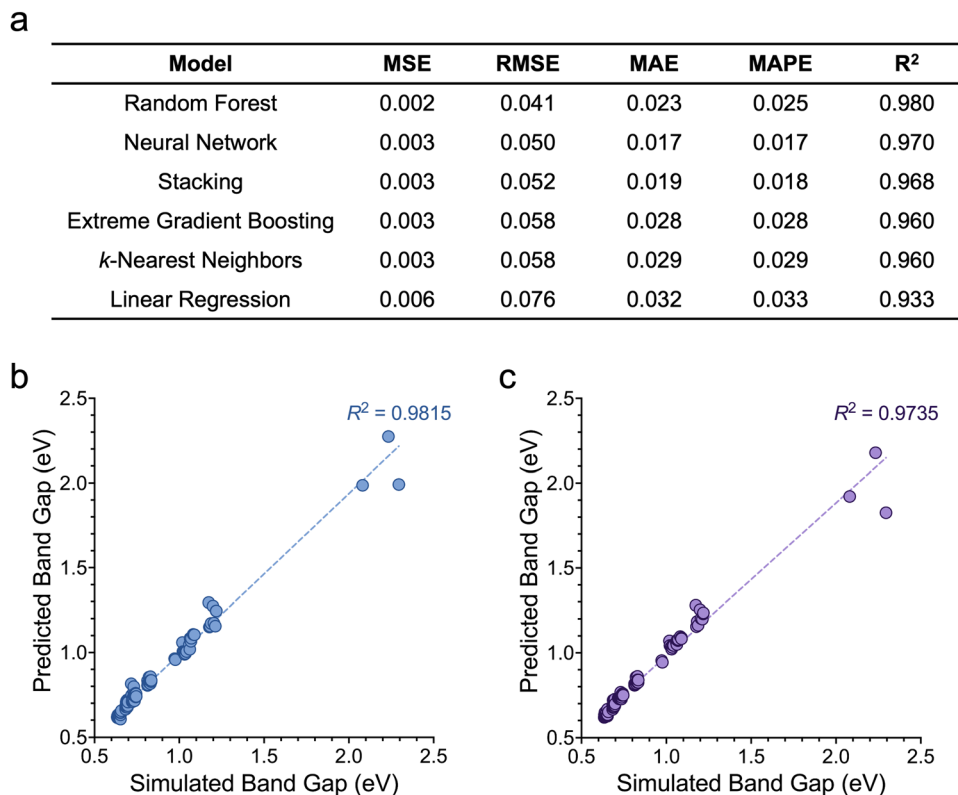 a
Model MSE RMSE MAE MAPE R²
Random Forest 0.002 0.041 0.023 0.025 0.980
Neural Network 0.003 0.050 0.017 0.017 0.970
Stacking 0.003 0.052 0.019 0.018 0.968
Extreme Gradient Boosting 0.003 0.058 0.028 0.028 0.960
k-Nearest Neighbors 0.003 0.058 0.029 0.029 0.960
Linear Regression 0.006 0.076 0.032 0.033 0.933
b
R² = 0.9815
Predicted Band Gap (eV)
2.5
2.0
1.5
1.0
0.5
0.5 1.0 1.5 2.0 2.5
Simulated Band Gap (eV)
c
R² = 0.9735
Predicted Band Gap (eV)
2.5
2.0
1.5
1.0
0.5
0.5 1.0 1.5 2.0 2.5
Simulated Band Gap (eV)